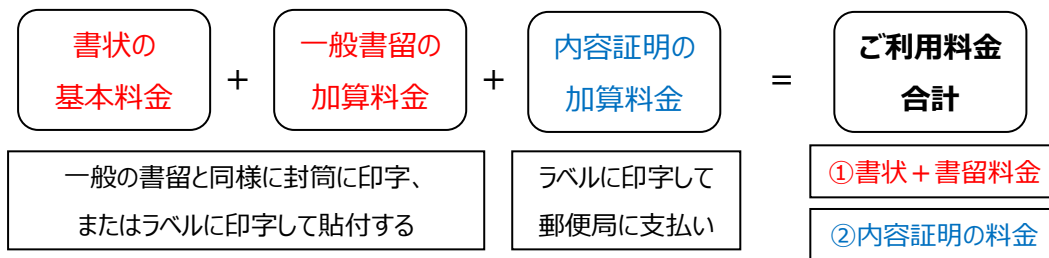 書状の
基本料金
+
一般書留の
加算料金
+
内容証明の
加算料金
=
ご利用料金
合計
一般の書留と同様に封筒に印字、
またはラベルに印字して貼付する
ラベルに印字して
郵便局に支払い
①書状+書留料金
②内容証明の料金